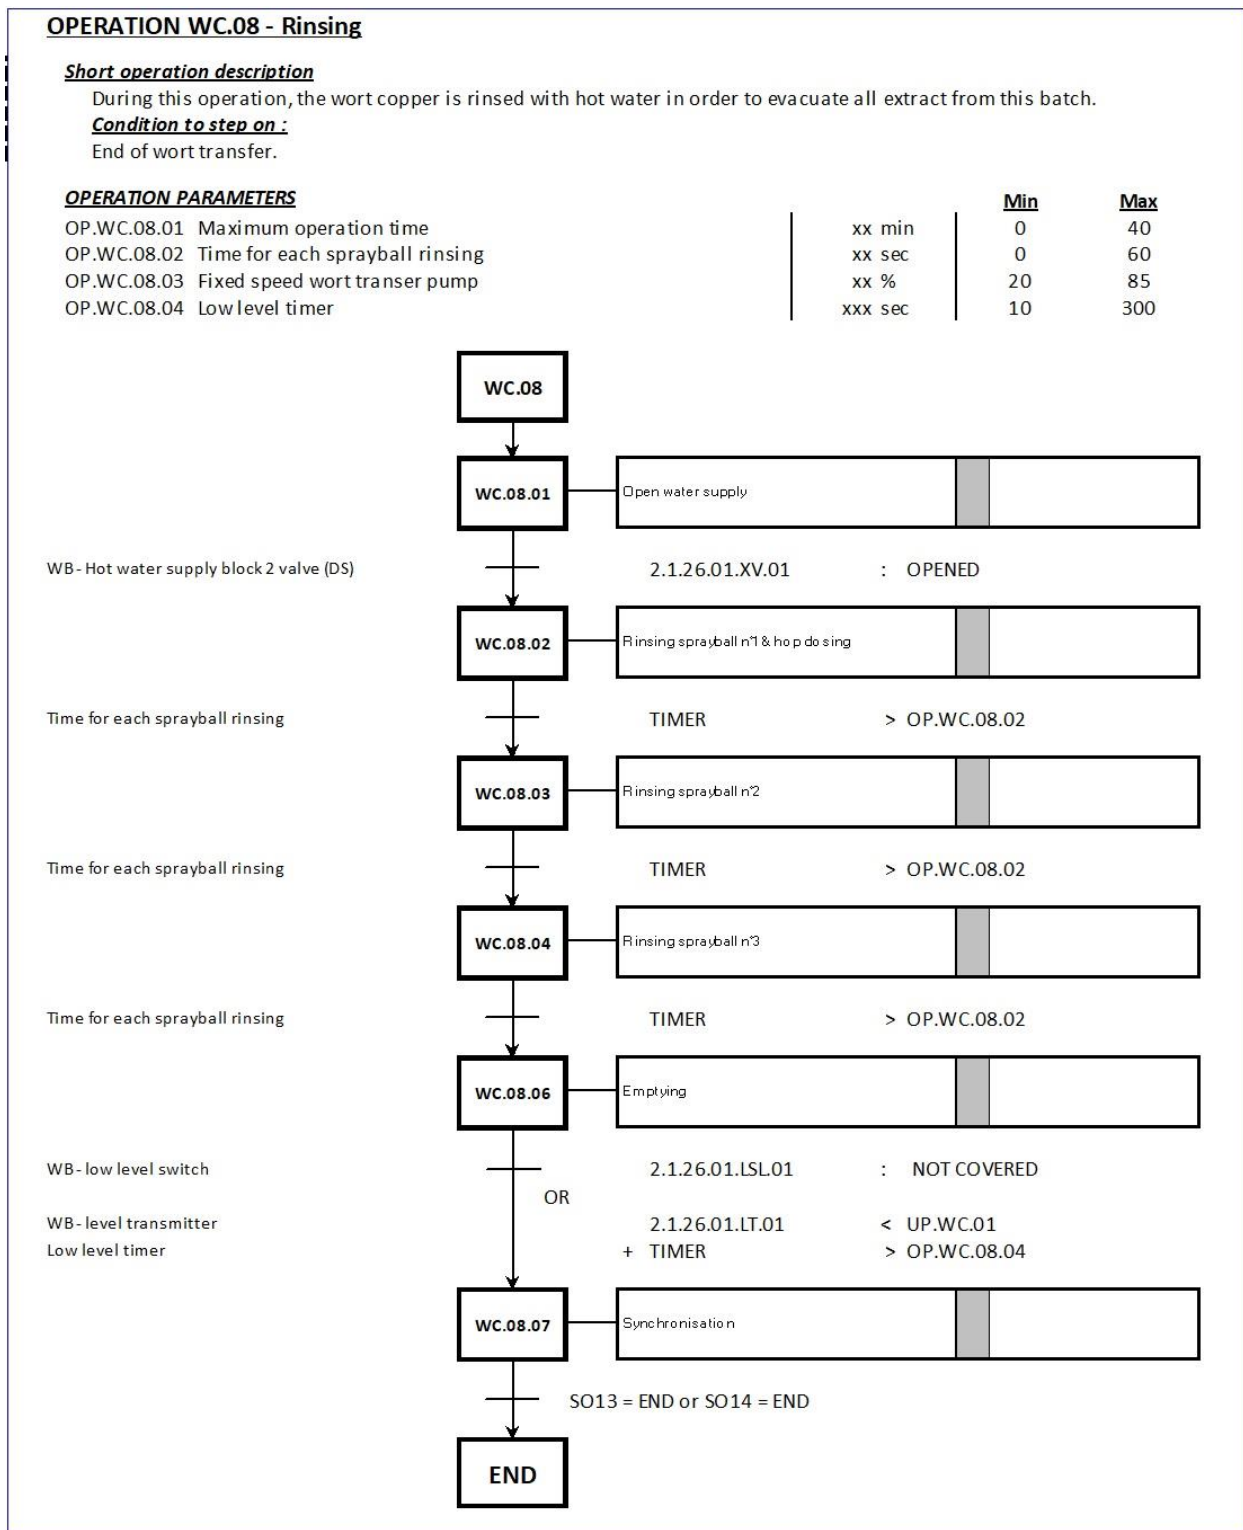 OPERATION WC.08 - Rinsing
Short operation description
During this operation, the wort copper is rinsed with hot water in order to evacuate all extract from this batch.
Condition to step on :
End of wort transfer.
OPERATION PARAMETERS Min Max
OP.WC.08.01 Maximum operation time xx min 0 40
OP.WC.08.02 Time for each sprayball rinsing xx sec 0 60
OP.WC.08.03 Fixed speed wort transer pump xx % 20 85
OP.WC.08.04 Low level timer xxx sec 10 300
WC.08
WC.08.01 Open water supply
WB- Hot water supply block 2 valve (DS) 2.1.26.01.XV.01 : OPENED
WC.08.02 Rinsing sprayball n°1 & hop dosing
Time for each sprayball rinsing TIMER > OP.WC.08.02
WC.08.03 Rinsing sprayball n°2
Time for each sprayball rinsing TIMER > OP.WC.08.02
WC.08.04 Rinsing sprayball n°3
Time for each sprayball rinsing TIMER > OP.WC.08.02
WC.08.06 Emptying
WB- low level switch 2.1.26.01.LSL.01 : NOT COVERED
OR
WB- level transmitter 2.1.26.01.LT.01 < UP.WC.01
Low level timer + TIMER > OP.WC.08.04
WC.08.07 Synchronisation
SO13 = END or SO14 = END
END